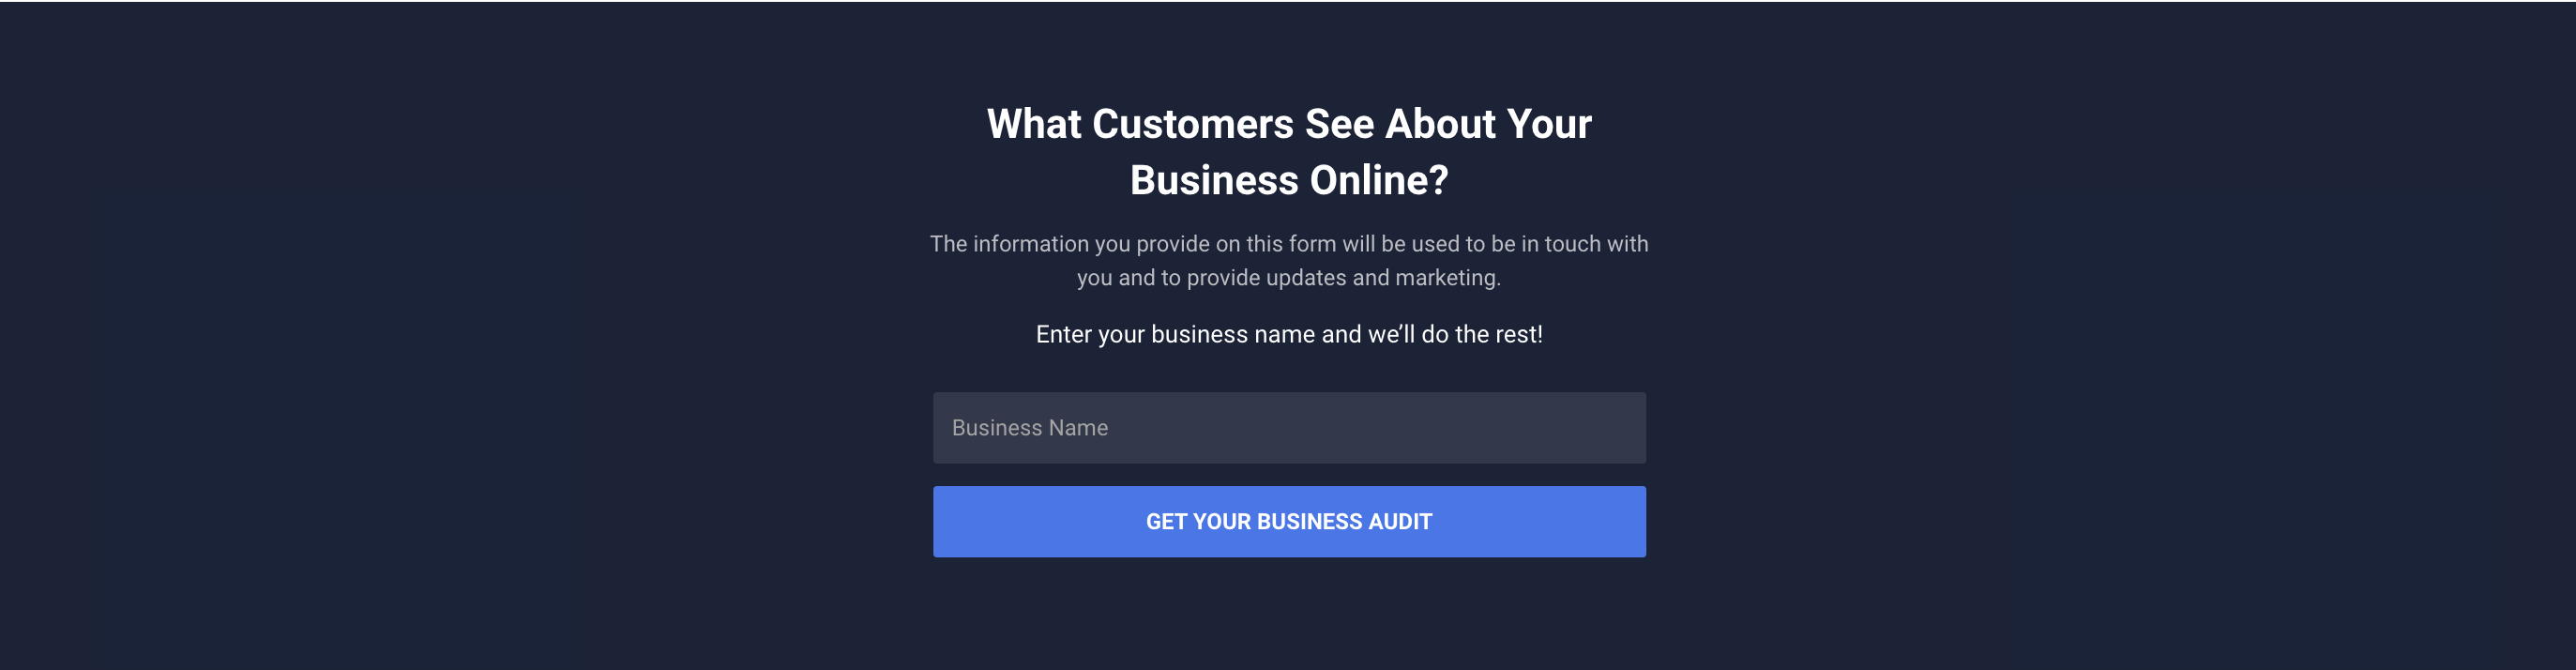 What Customers See About Your
Business Online?
The information you provide on this form will be used to be in touch with
you and to provide updates and marketing.
Enter your business name and we’ll do the rest!
Business Name
GET YOUR BUSINESS AUDIT